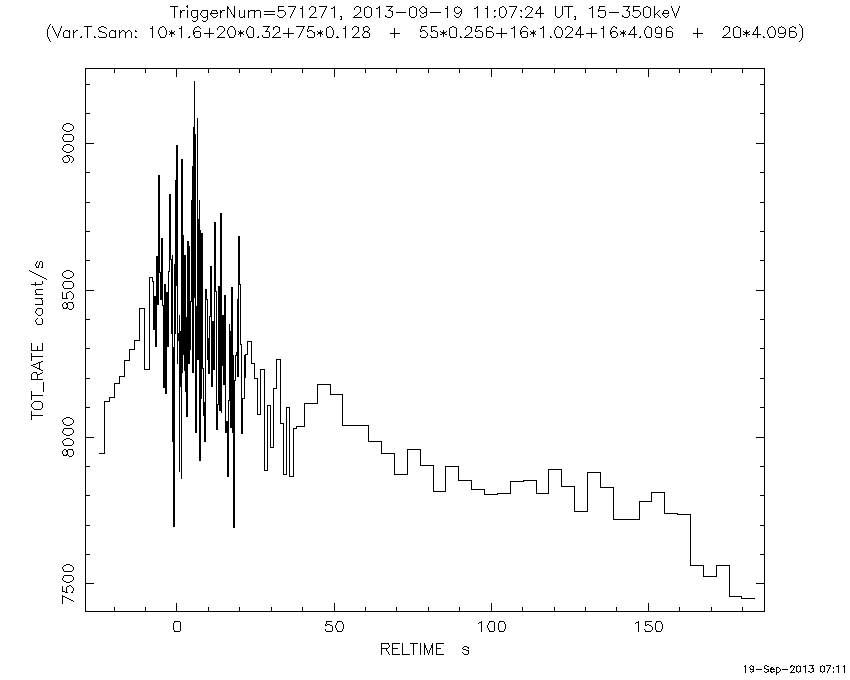 TriggerNum=571271, 2013-09-19 11:07:24 UT, 15-350keV
(Var.T.Sam: 10*1.6+20*0.32+75*0.128 + 55*0.256+16*1.024+16*4.096 + 20*4.096)
9000
8500
8000
7500
TOT_RATE count/s
0 50 100 150
RELTIME s
19-Sep-2013 07:11